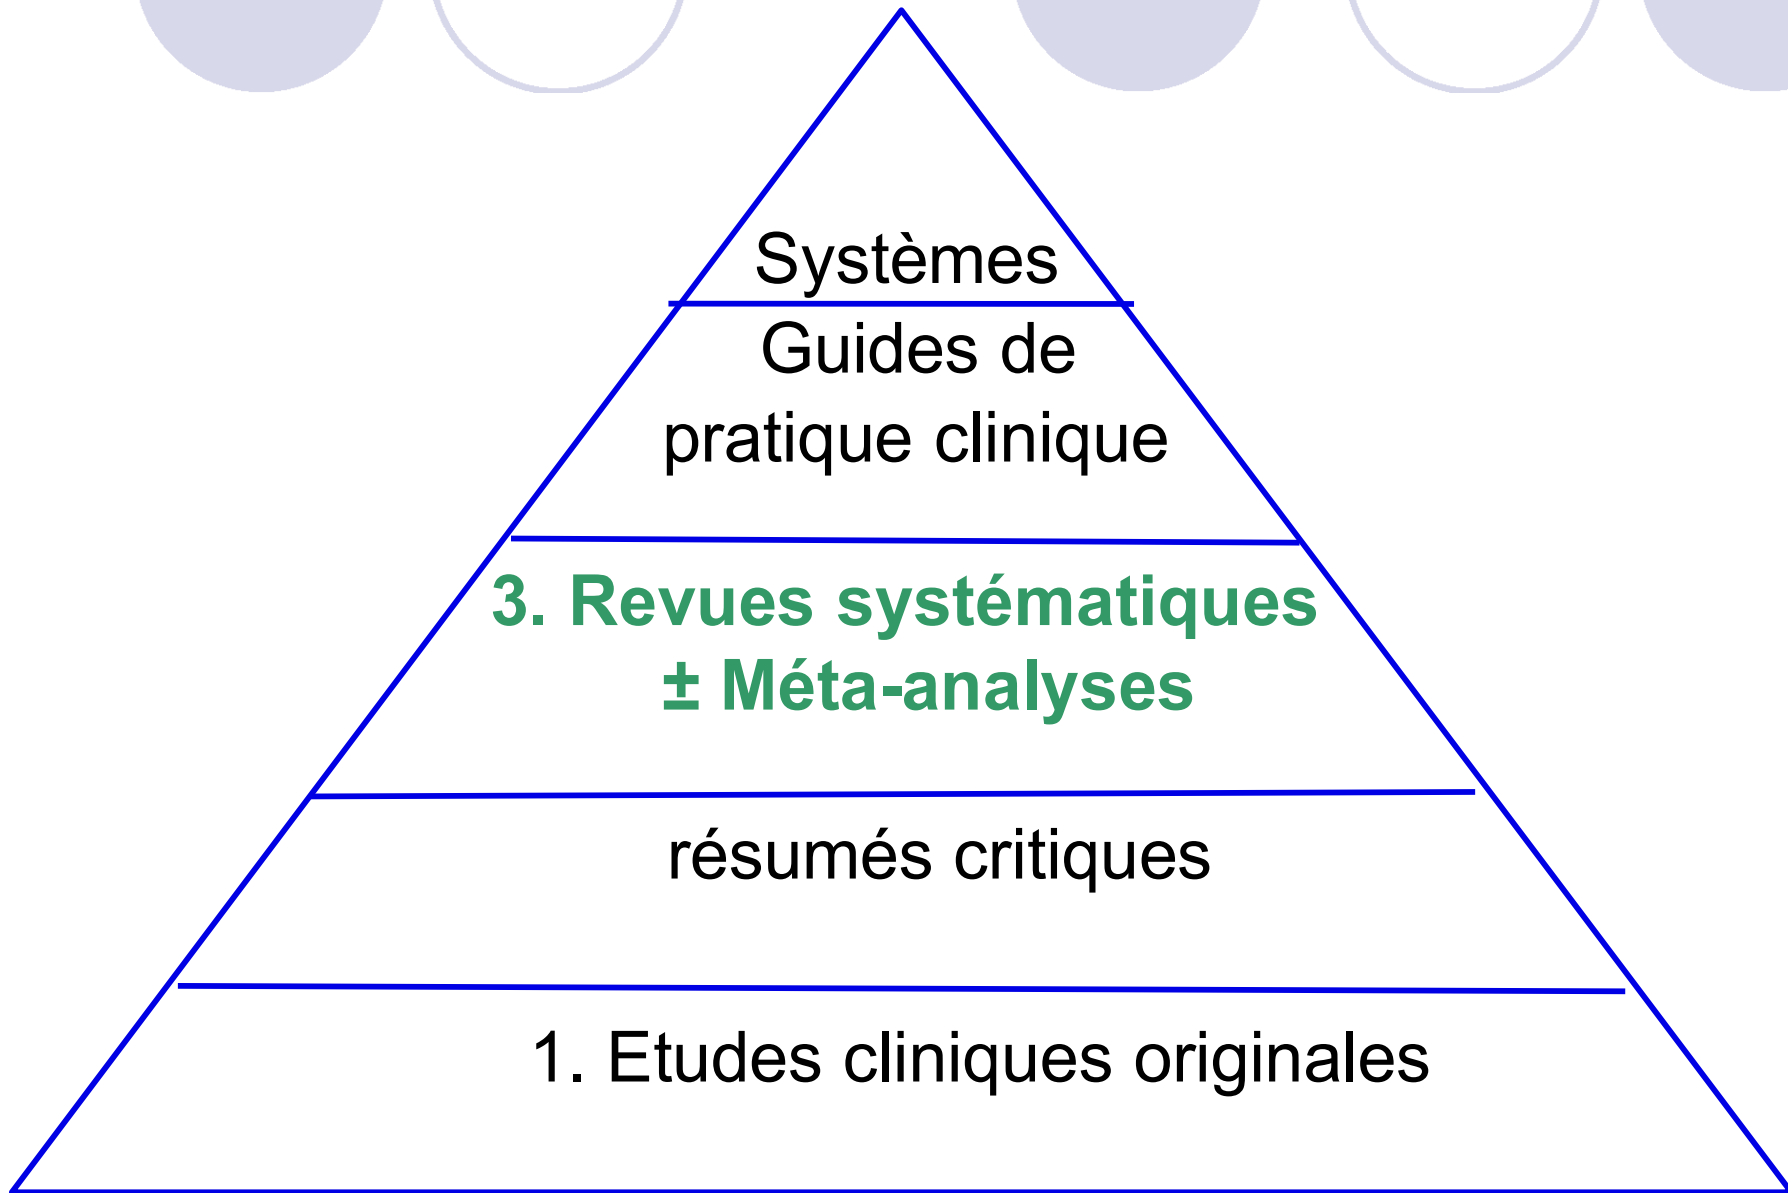 Systèmes
Guides de
pratique clinique
3. Revues systématiques
± Méta-analyses
résumés critiques
1. Etudes cliniques originales